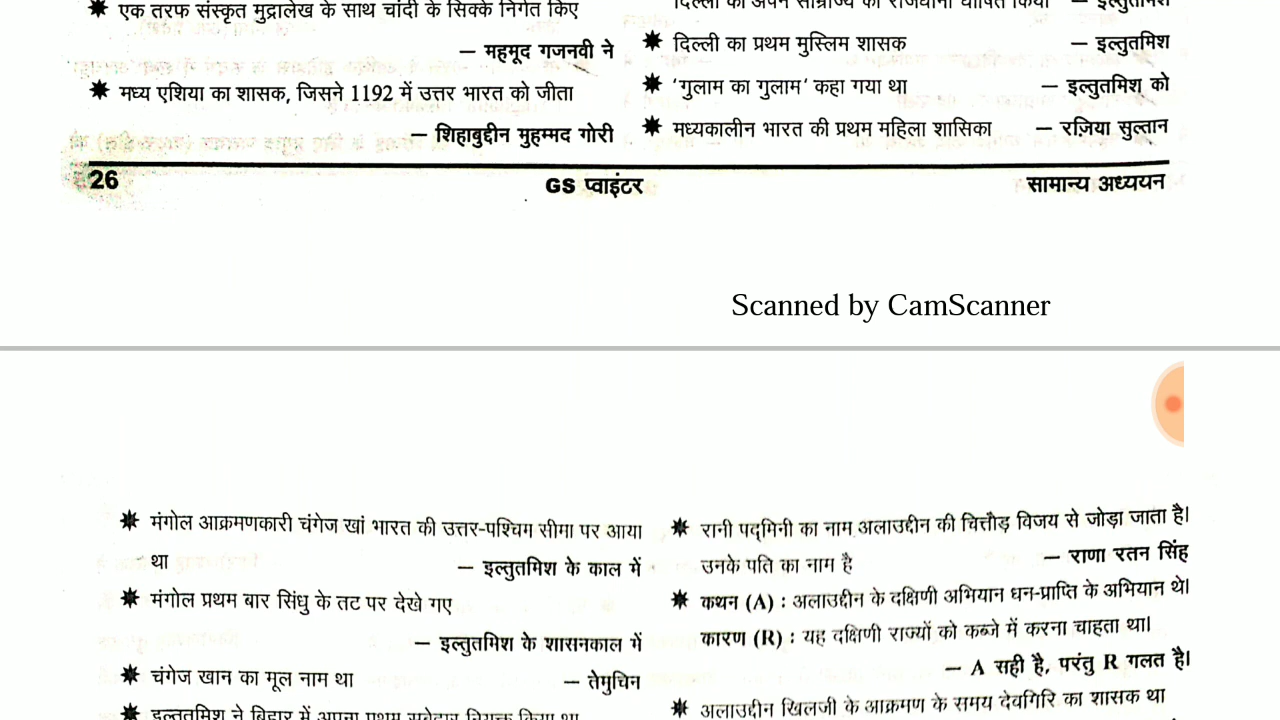 ✷ एक तरफ संस्कृत मुद्रालेख के साथ चांदी के सिक्के निर्गत किए
— महमूद गजनवी ने
✷ मध्य एशिया का शासक, जिसने 1192 में उत्तर भारत को जीता
— शिहाबुद्दीन मुहम्मद गोरी
दिल्ली को अपने साम्राज्य की राजधानी घोषित किया — इल्तुतमिश
✷ दिल्ली का प्रथम मुस्लिम शासक — इल्तुतमिश
✷ 'गुलाम का गुलाम' कहा गया था — इल्तुतमिश को
✷ मध्यकालीन भारत की प्रथम महिला शासिका — रज़िया सुल्तान
26 GS प्वाइंटर सामान्य अध्ययन
Scanned by CamScanner
✷ मंगोल आक्रमणकारी चंगेज खां भारत की उत्तर-पश्चिम सीमा पर आया
था — इल्तुतमिश के काल में
✷ मंगोल प्रथम बार सिंधु के तट पर देखे गए
— इल्तुतमिश के शासनकाल में
✷ चंगेज खान का मूल नाम था — तेमुचिन
✷ इल्तुतमिश ने बिहार में अपना प्रथम सूबेदार नियुक्त किया था
✷ रानी पद्मिनी का नाम अलाउद्दीन की चित्तौड़ विजय से जोड़ा जाता है।
उनके पति का नाम है — राणा रतन सिंह
✷ कथन (A) : अलाउद्दीन के दक्षिणी अभियान धन-प्राप्ति के अभियान थे।
कारण (R) : यह दक्षिणी राज्यों को कब्जे में करना चाहता था।
— A सही है, परंतु R गलत है।
✷ अलाउद्दीन खिलजी के आक्रमण के समय देवगिरि का शासक था